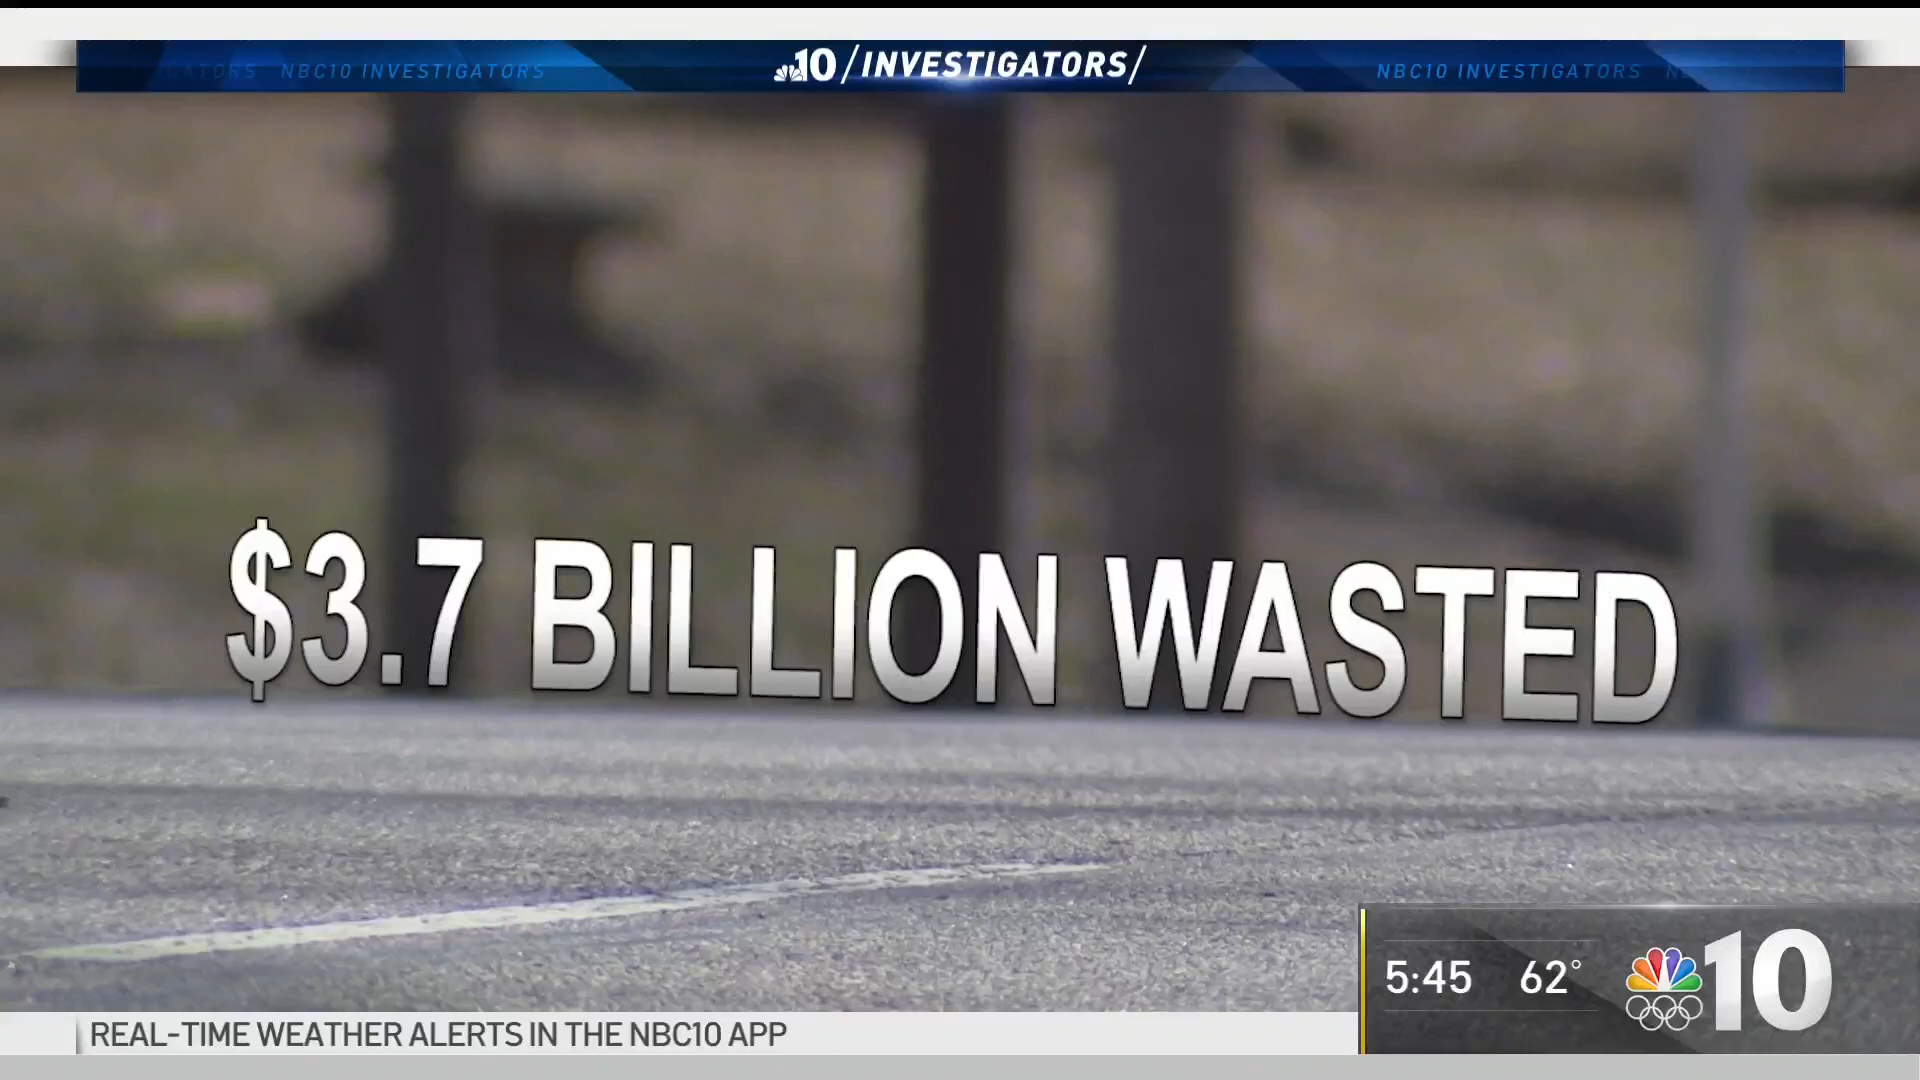 NBC10 INVESTIGATORS
10/INVESTIGATORS/
NBC10 INVESTIGATORS
$3.7 BILLION WASTED
5:45 62°
10
REAL-TIME WEATHER ALERTS IN THE NBC10 APP